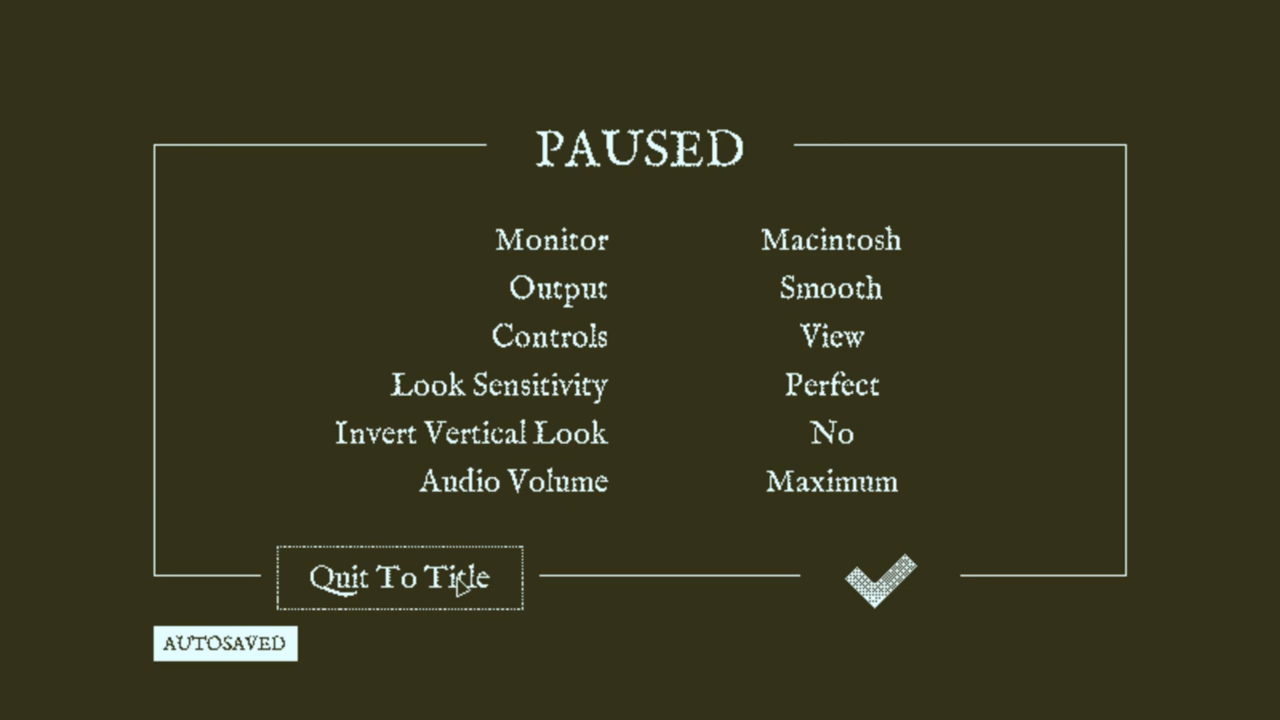 PAUSED
Monitor Macintosh
Output Smooth
Controls View
Look Sensitivity Perfect
Invert Vertical Look No
Audio Volume Maximum
Quit To Title
AUTOSAVED